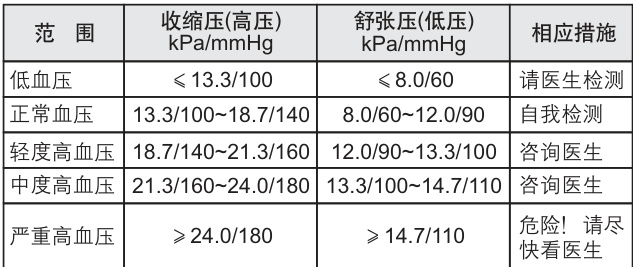 范 围 收缩压(高压) 舒张压(低压) 相应措施
kPa/mmHg kPa/mmHg
低血压 ≤13.3/100 ≤8.0/60 请医生检测
正常血压 13.3/100~18.7/140 8.0/60~12.0/90 自我检测
轻度高血压 18.7/140~21.3/160 12.0/90~13.3/100 咨询医生
中度高血压 21.3/160~24.0/180 13.3/100~14.7/110 咨询医生
严重高血压 ≥24.0/180 ≥14.7/110 危险！请尽
快看医生